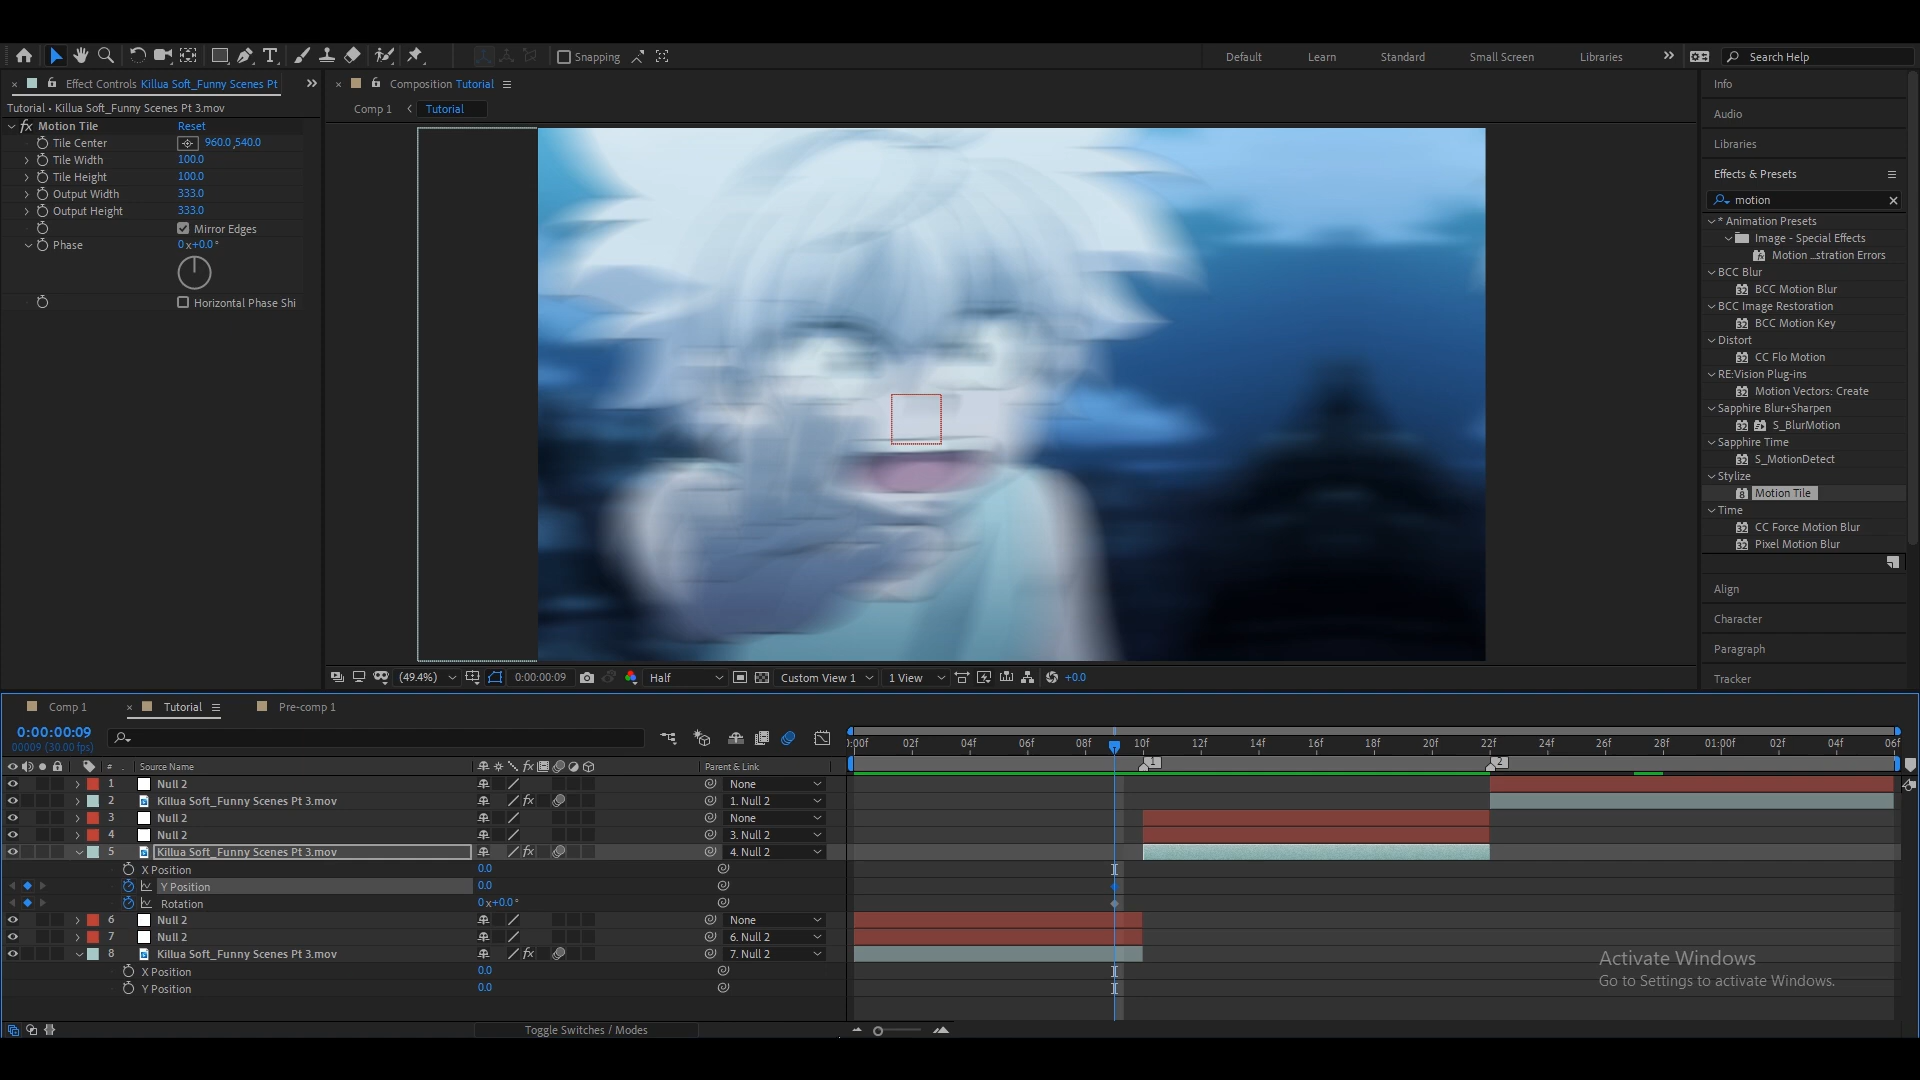 Snapping
Default
Learn
Standard
Small Screen
Libraries
Search Help
Effect Controls Killua Soft_Funny Scenes Pt
Composition Tutorial
Info
Tutorial • Killua Soft_Funny Scenes Pt 3.mov
Comp 1 Tutorial
Audio
fx Motion Tile Reset
Tile Center 960.0,540.0
Tile Width 100.0
Tile Height 100.0
Output Width 333.0
Output Height 333.0
Mirror Edges
Phase 0x+0.0°
Horizontal Phase Shi
Libraries
Effects & Presets
motion
* Animation Presets
Image - Special Effects
Motion ...stration Errors
BCC Blur
BCC Motion Blur
BCC Image Restoration
BCC Motion Key
Distort
CC Flo Motion
RE:Vision Plug-ins
Motion Vectors: Create
Sapphire Blur+Sharpen
S_BlurMotion
Sapphire Time
S_MotionDetect
Stylize
Motion Tile
Time
CC Force Motion Blur
Pixel Motion Blur
Align
Character
Paragraph
Tracker
(49.4%) 0:00:00:09 Half Custom View 1 1 View +0.0
Comp 1 Tutorial Pre-comp 1
0:00:00:09
00009 (30.00 fps)
):00f 02f 04f 06f 08f 10f 12f 14f 16f 18f 20f 22f 24f 26f 28f 01:00f 02f 04f 06f
# Source Name fx Parent & Link 1 2
1 Null 2 None
2 Killua Soft_Funny Scenes Pt 3.mov fx 1. Null 2
3 Null 2 None
4 Null 2 3. Null 2
5 Killua Soft_Funny Scenes Pt 3.mov fx 4. Null 2
X Position 0.0
Y Position 0.0
Rotation 0x+0.0°
6 Null 2 None
7 Null 2 6. Null 2
8 Killua Soft_Funny Scenes Pt 3.mov fx 7. Null 2
X Position 0.0
Y Position 0.0
Activate Windows
Go to Settings to activate Windows.
Toggle Switches / Modes